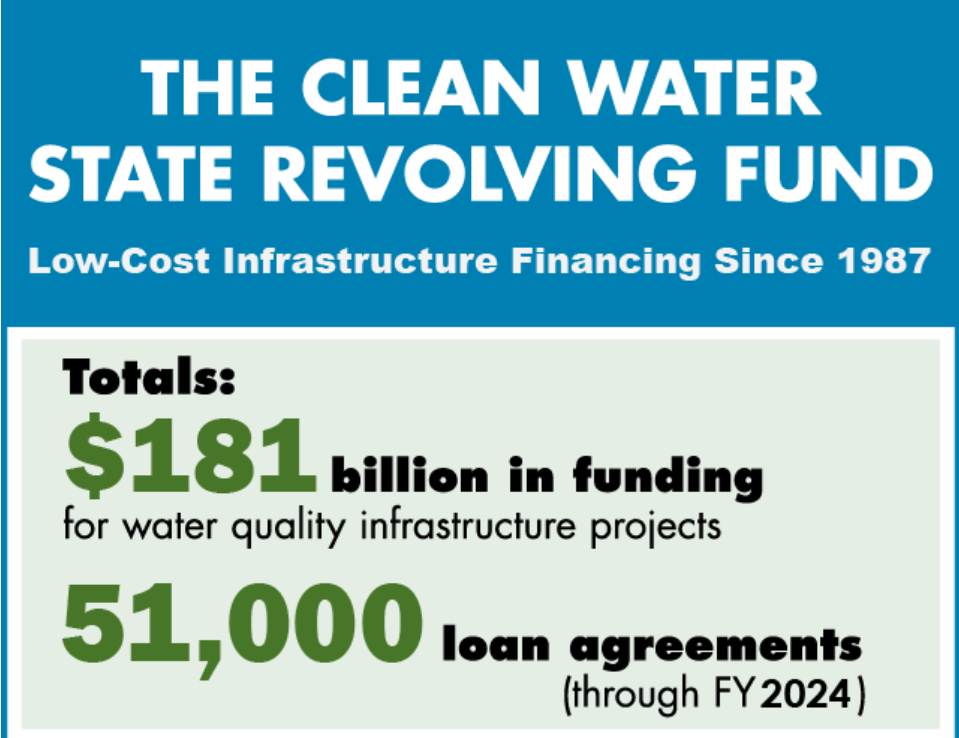 THE CLEAN WATER
STATE REVOLVING FUND
Low-Cost Infrastructure Financing Since 1987
Totals:
$181 billion in funding
for water quality infrastructure projects
51,000 loan agreements
(through FY 2024)